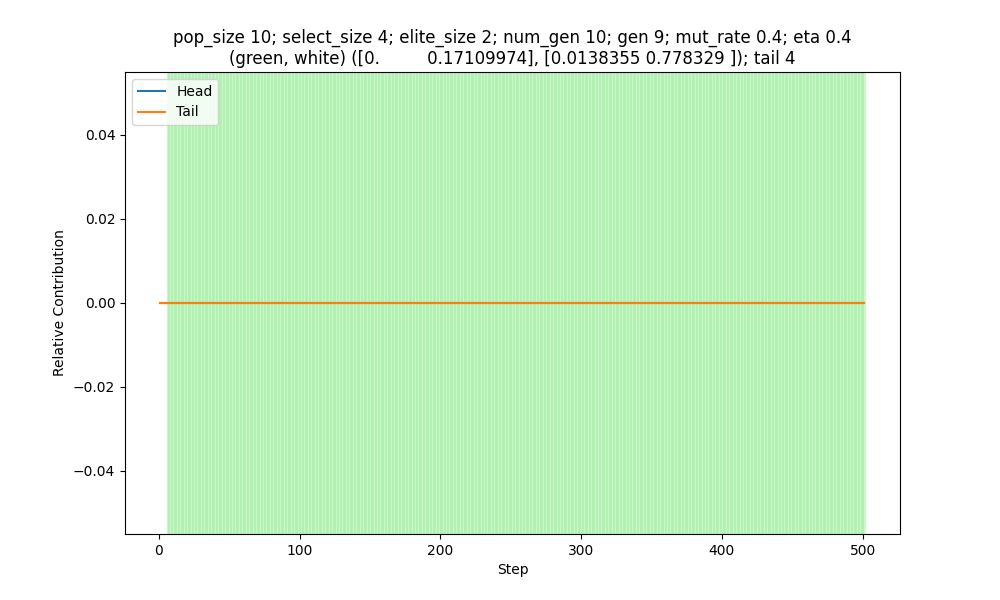 pop_size 10; select_size 4; elite_size 2; num_gen 10; gen 9; mut_rate 0.4; eta 0.4
(green, white) ([0.         0.17109974], [0.0138355 0.778329 ]); tail 4
Head
Tail
0.04
0.02
0.00
−0.02
−0.04
Relative Contribution
0 100 200 300 400 500
Step